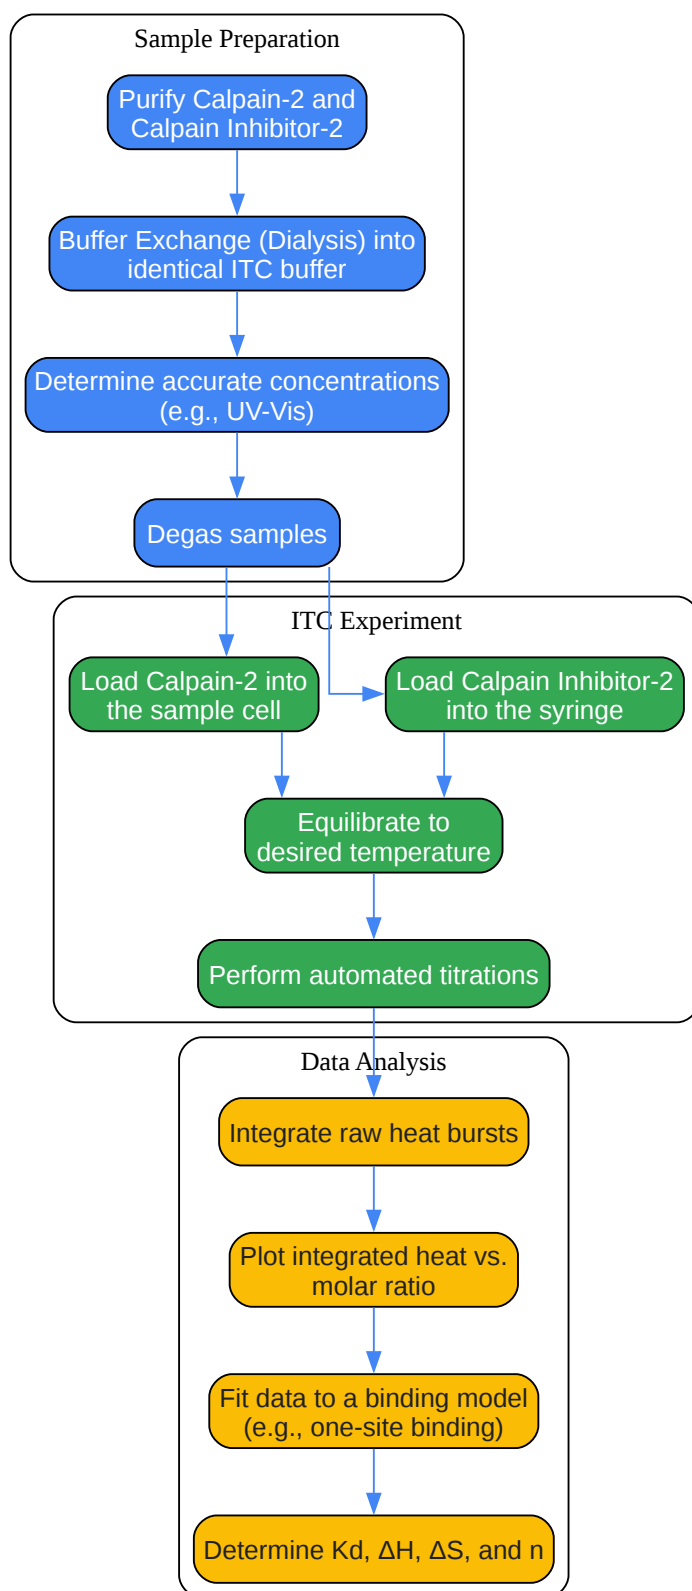 Sample Preparation
Purify Calpain-2 and
Calpain Inhibitor-2
Buffer Exchange (Dialysis) into
identical ITC buffer
Determine accurate concentrations
(e.g., UV-Vis)
Degas samples
ITC Experiment
Load Calpain-2 into
the sample cell
Load Calpain Inhibitor-2
into the syringe
Equilibrate to
desired temperature
Perform automated titrations
Data Analysis
Integrate raw heat bursts
Plot integrated heat vs.
molar ratio
Fit data to a binding model
(e.g., one-site binding)
Determine Kd, ΔH, ΔS, and n